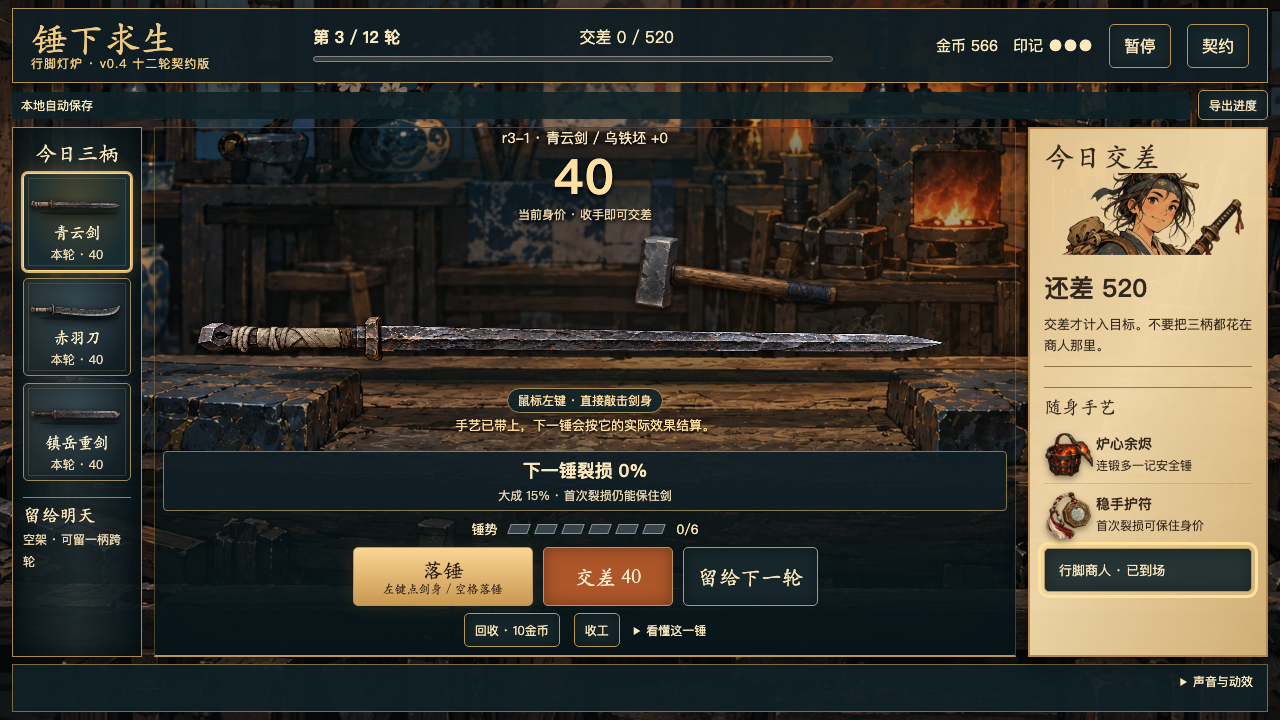 锤下求生
行脚灯炉 · v0.4 十二轮契约版
第 3 / 12 轮
交差 0 / 520
金币 566
印记
暂停
契约
本地自动保存
导出进度
今日三柄
青云剑
本轮 · 40
赤羽刀
本轮 · 40
镇岳重剑
本轮 · 40
留给明天
空架 · 可留一柄跨
轮
r3-1 · 青云剑 / 乌铁坯 +0
40
当前身价 · 收手即可交差
鼠标左键 · 直接敲击剑身
手艺已带上，下一锤会按它的实际效果结算。
下一锤裂损 0%
大成 15% · 首次裂损仍能保住剑
锤势
0/6
落锤
左键点剑身 / 空格落锤
交差 40
留给下一轮
回收 · 10金币
收工
▶ 看懂这一锤
今日交差
还差 520
交差才计入目标。不要把三柄都花在
商人那里。
随身手艺
炉心余烬
连锻多一记安全锤
稳手护符
首次裂损可保住身价
行脚商人 · 已到场
▶ 声音与动效